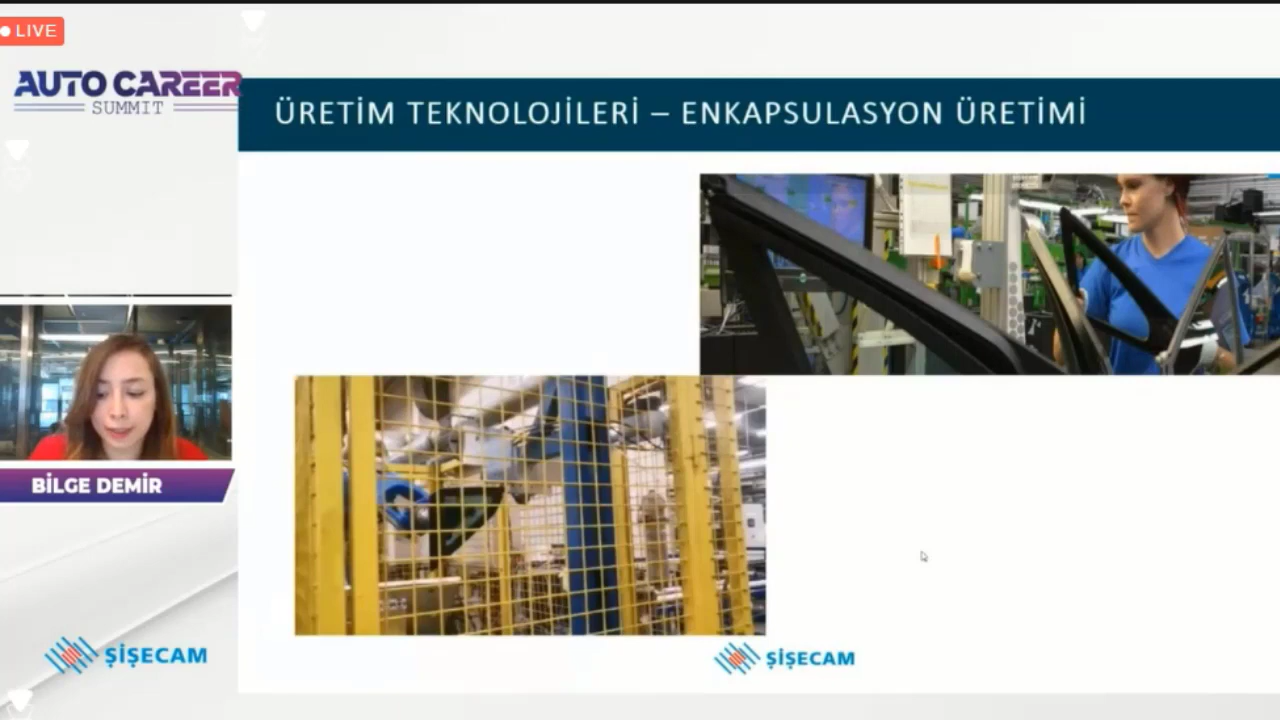 LIVE
AUTO CAREER
SUMMIT
ÜRETİM TEKNOLOJİLERİ – ENKAPSULASYON ÜRETİMİ
BİLGE DEMİR
ŞİŞECAM
ŞİŞECAM